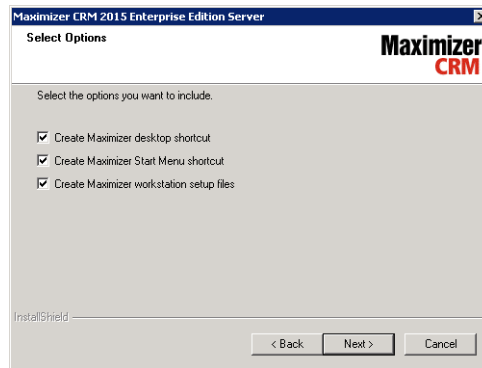 Maximizer CRM 2015 Enterprise Edition Server
Select Options
Maximizer
CRM
Select the options you want to include.
Create Maximizer desktop shortcut
Create Maximizer Start Menu shortcut
Create Maximizer workstation setup files
InstallShield
< Back
Next >
Cancel